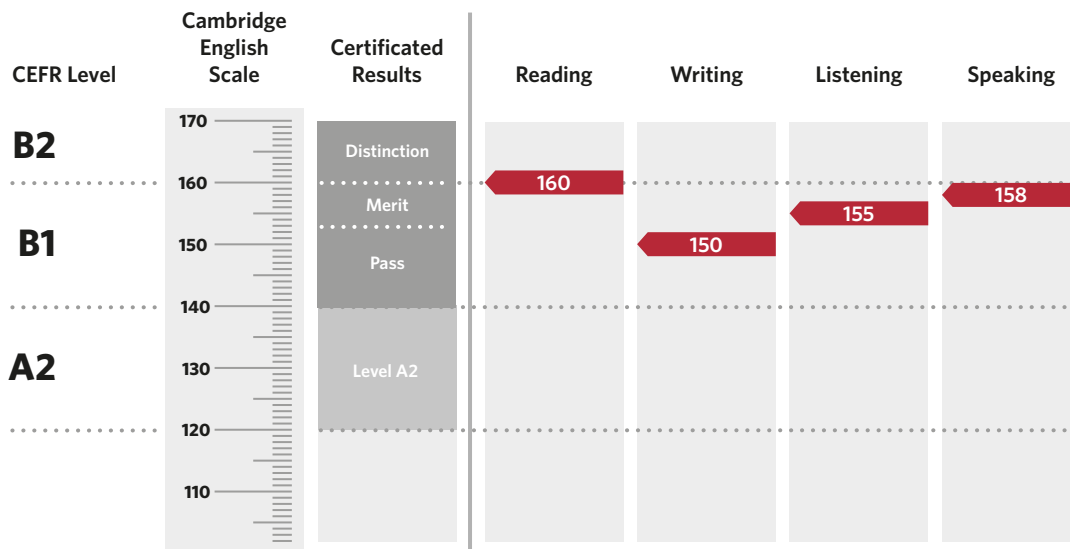 CEFR Level
Cambridge
English
Scale
Certificated
Results
Reading
Writing
Listening
Speaking
B2
B1
A2
170
160
150
140
130
120
110
Distinction
Merit
Pass
Level A2
160
150
155
158